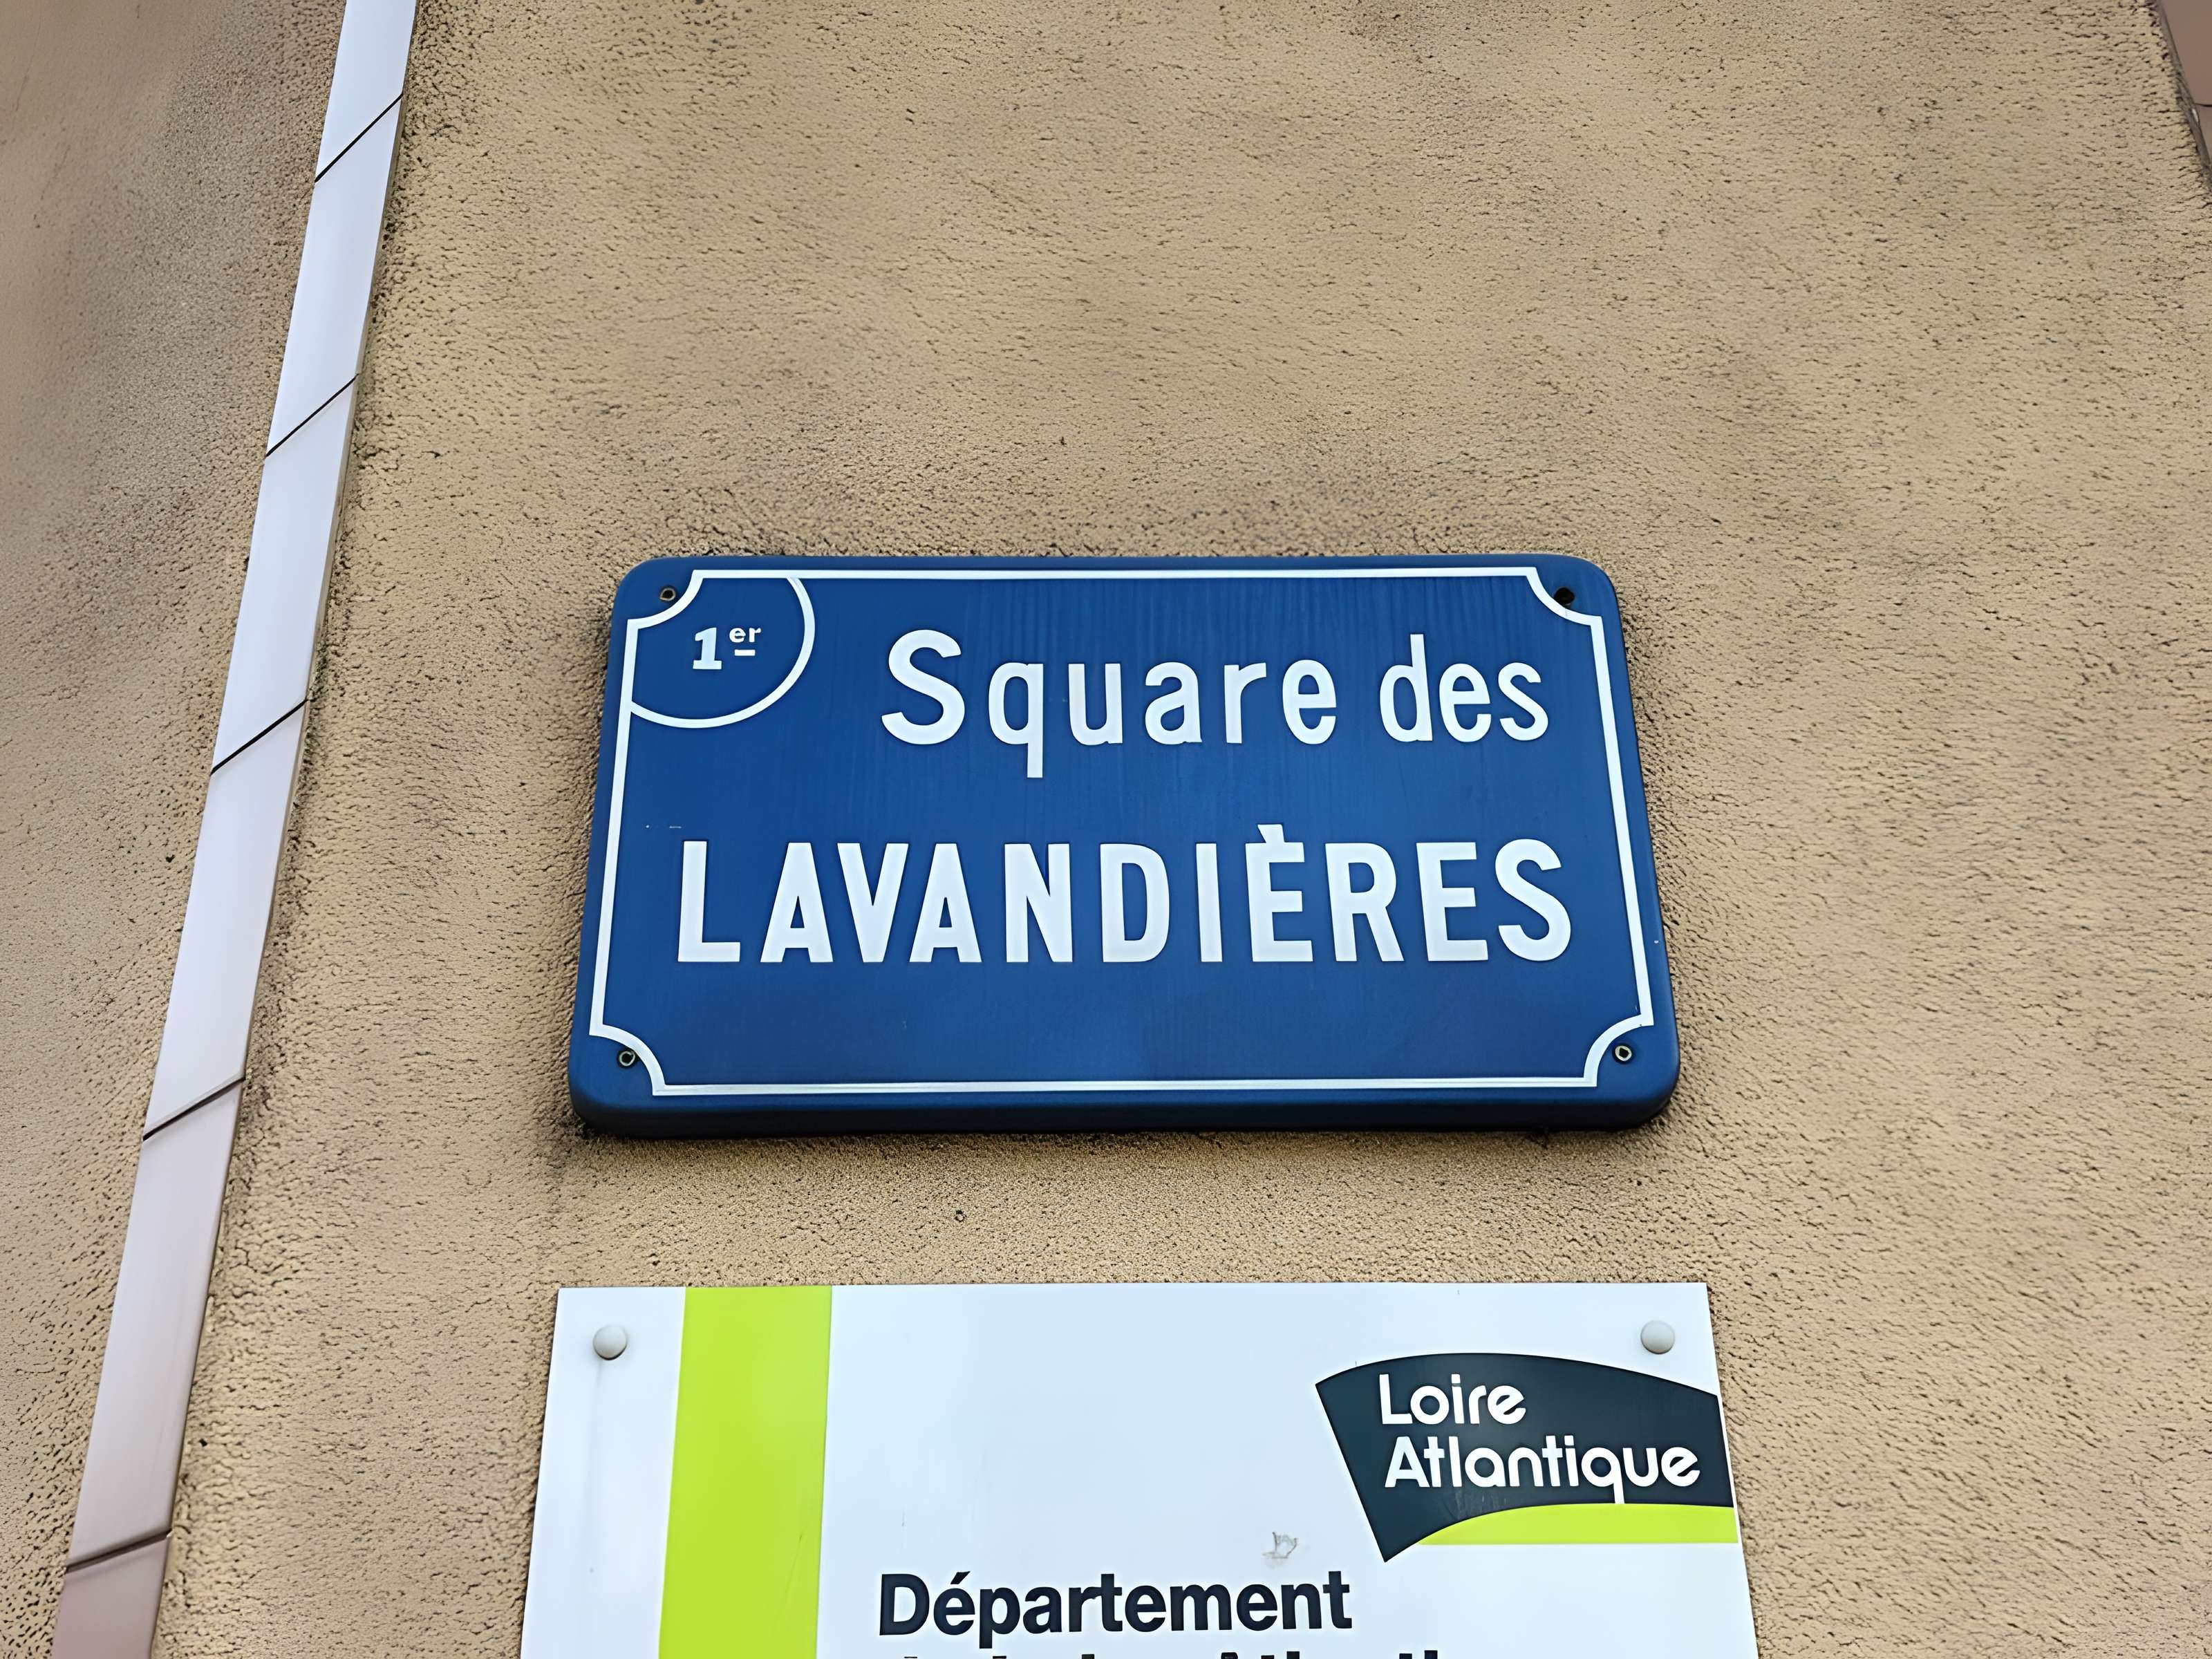 1er
Square des
LAVANDIÈRES
Loire
Atlantique
Département